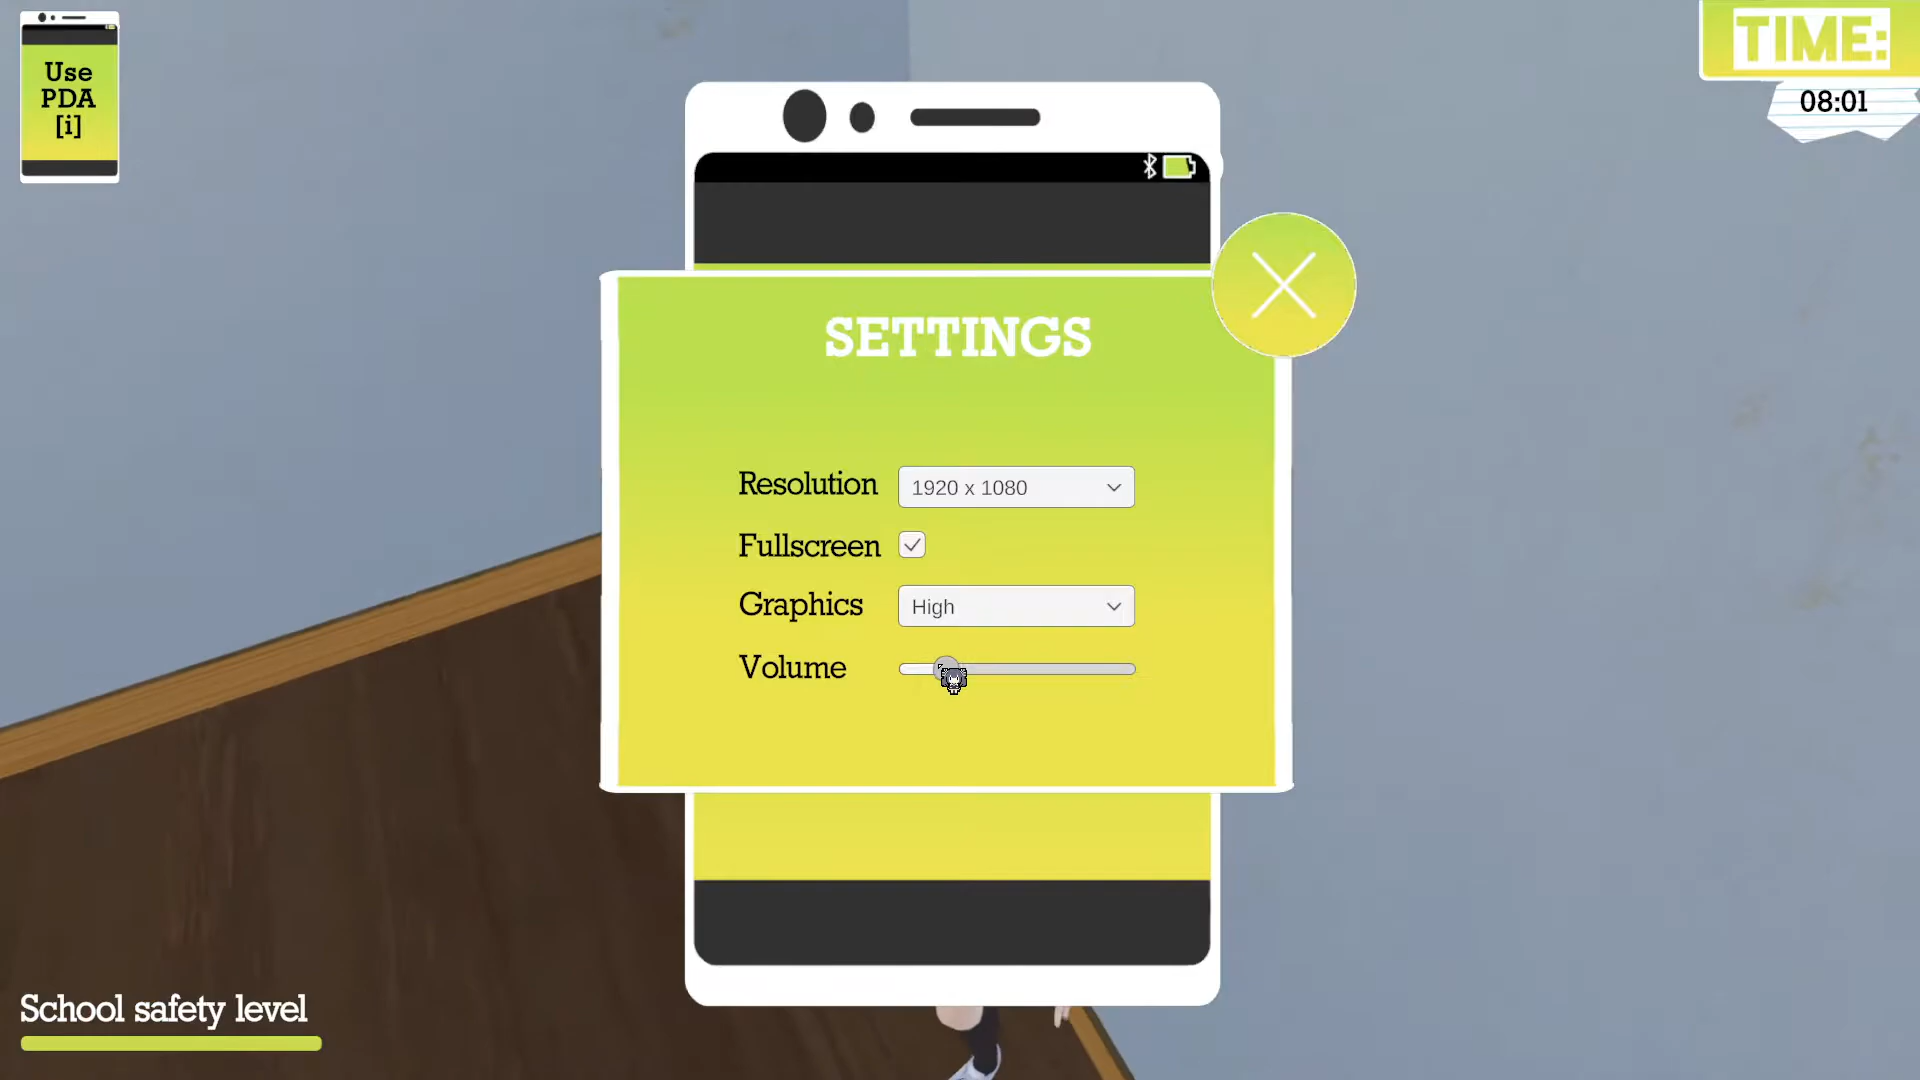 Use
PDA
[i]
TIME:
08:01
SETTINGS
Resolution 1920 x 1080
Fullscreen
Graphics High
Volume
School safety level